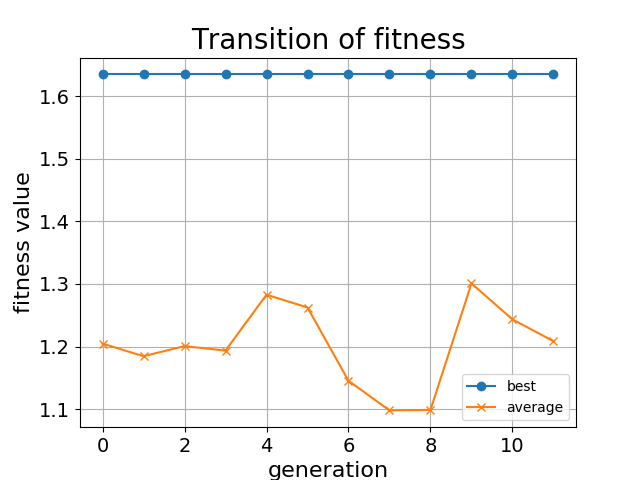 Transition of fitness
fitness value
1.6
1.5
1.4
1.3
1.2
1.1
0
2
4
6
8
10
generation
best
average